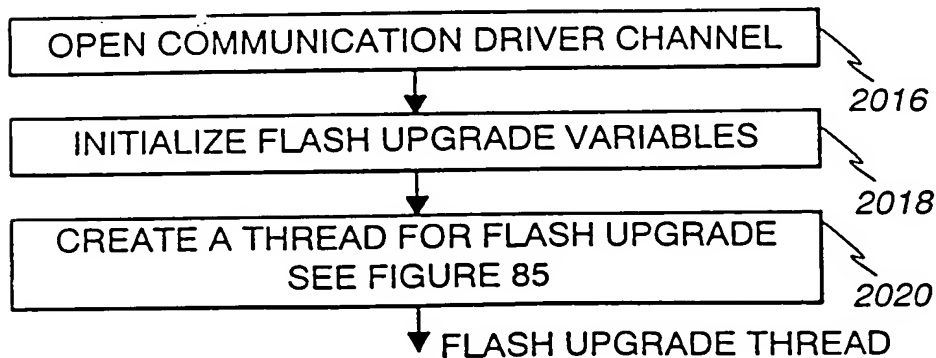 OPEN COMMUNICATION DRIVER CHANNEL
2016
INITIALIZE FLASH UPGRADE VARIABLES
2018
CREATE A THREAD FOR FLASH UPGRADE
SEE FIGURE 85
2020
FLASH UPGRADE THREAD